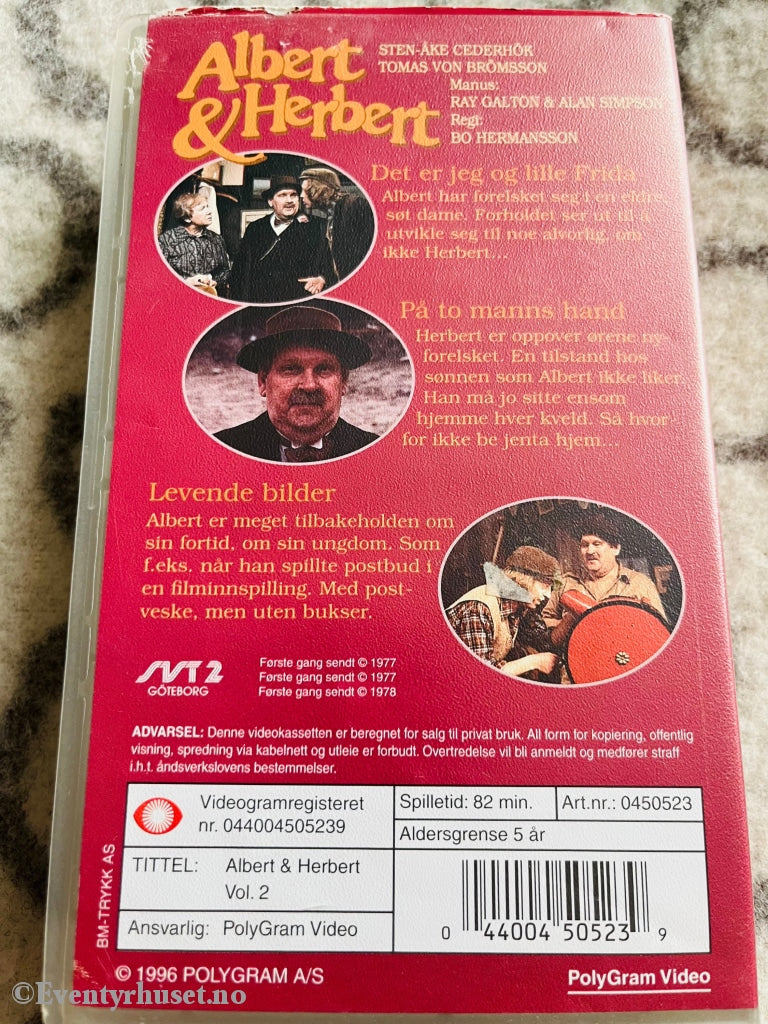 Albert
& Herbert
STEN-ÅKE CEDERHÖK
TOMAS VON BRÖMSSON
Manus:
RAY GALTON & ALAN SIMPSON
Regi:
BO HERMANSSON
Det er jeg og lille Frida
Albert har forelsket seg i en eldre,
søt dame. Forholdet ser ut til å
utvikle seg til noe alvorlig, om
ikke Herbert...
På to manns hand
Herbert er oppover ørene ny-
forelsket. En tilstand hos
sønnen som Albert ikke liker.
Han må jo sitte ensom
hjemme hver kveld. Så hvor-
for ikke be jenta hjem...
Levende bilder
Albert er meget tilbakeholden om
sin fortid, om sin ungdom. Som
f.eks. når han spillte postbud i
en filminnspilling. Med post-
veske, men uten bukser.
SVT 2
GÖTEBORG
Første gang sendt © 1977
Første gang sendt © 1977
Første gang sendt © 1978
ADVARSEL: Denne videokassetten er beregnet for salg til privat bruk. All form for kopiering, offentlig
visning, spredning via kabelnett og utleie er forbudt. Overtredelse vil bli anmeldt og medfører straff
i.h.t. åndsverkslovens bestemmelser.
Videogramregisteret
nr. 044004505239
Spilletid: 82 min.
Art.nr.: 0450523
Aldersgrense 5 år
TITTEL: Albert & Herbert
Vol. 2
Ansvarlig: PolyGram Video
0 44004 50523 9
BM-TRYKK AS
© 1996 POLYGRAM A/S
PolyGram Video
©Eventyrhuset.no